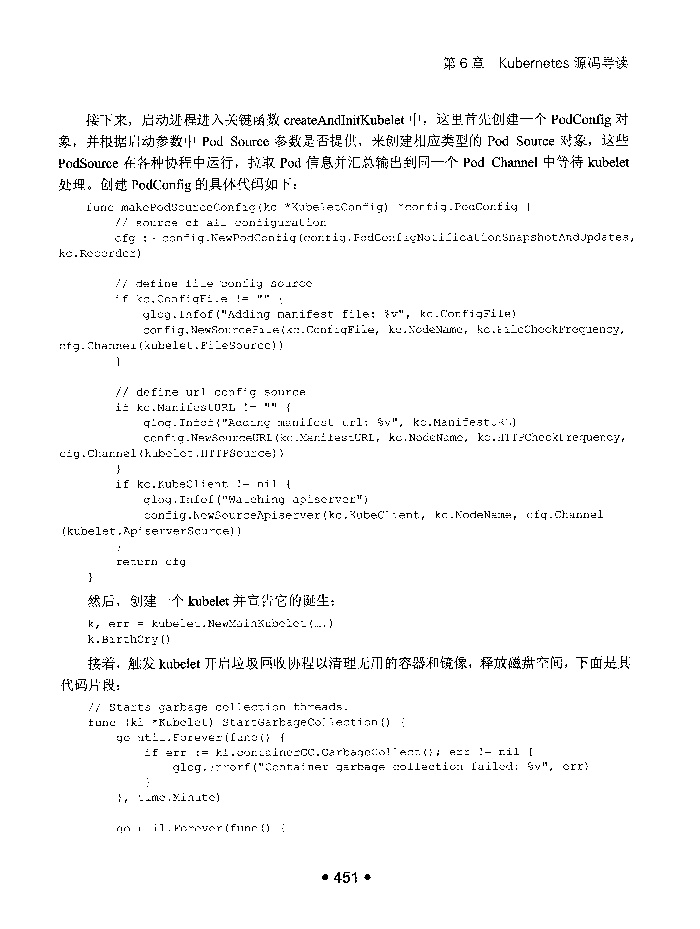 第 6 章 Kubernetes 源码导读
接下来，启动进程进入关键函数 createAndInitKubelet 中，这里首先创建一个 PodConfig 对
象，并根据启动参数中 Pod Source 参数是否提供，来创建相应类型的 Pod Source 对象，这些
PodSource 在各种协程中运行，拉取 Pod 信息并汇总输出到同一个 Pod Channel 中等待 kubelet
处理。创建 PodConfig 的具体代码如下：
func makePodSourceConfig(kc *KubeletConfig) *config.PodConfig {
// source of all configuration
cfg := config.NewPodConfig(config.PodConfigNotificationSnapshotAndUpdates,
kc.Recorder)
// define file config source
if kc.ConfigFile != "" {
glog.Infof("Adding manifest file: %v", kc.ConfigFile)
config.NewSourceFile(kc.ConfigFile, kc.NodeName, kc.FileCheckFrequency,
cfg.Channel(kubelet.FileSource))
}
// define url config source
if kc.ManifestURL != "" {
glog.Infof("Adding manifest url: %v", kc.ManifestURL)
config.NewSourceURL(kc.ManifestURL, kc.NodeName, kc.HTTPCheckFrequency,
cfg.Channel(kubelet.HTTPSource))
}
if kc.KubeClient != nil {
glog.Infof("Watching apiserver")
config.NewSourceApiserver(kc.KubeClient, kc.NodeName, cfg.Channel
(kubelet.ApiserverSource))
}
return cfg
}
然后，创建一个 kubelet 并宣告它的诞生：
k, err = kubelet.NewMainKubelet(….)
k.BirthCry()
接着，触发 kubelet 开启垃圾回收协程以清理无用的容器和镜像，释放磁盘空间，下面是其
代码片段：
// Starts garbage collection threads.
func (kl *Kubelet) StartGarbageCollection() {
go util.Forever(func() {
if err := kl.containerGC.GarbageCollect(); err != nil {
glog.Errorf("Container garbage collection failed: %v", err)
}
}, time.Minute)
go util.Forever(func() {
• 451 •